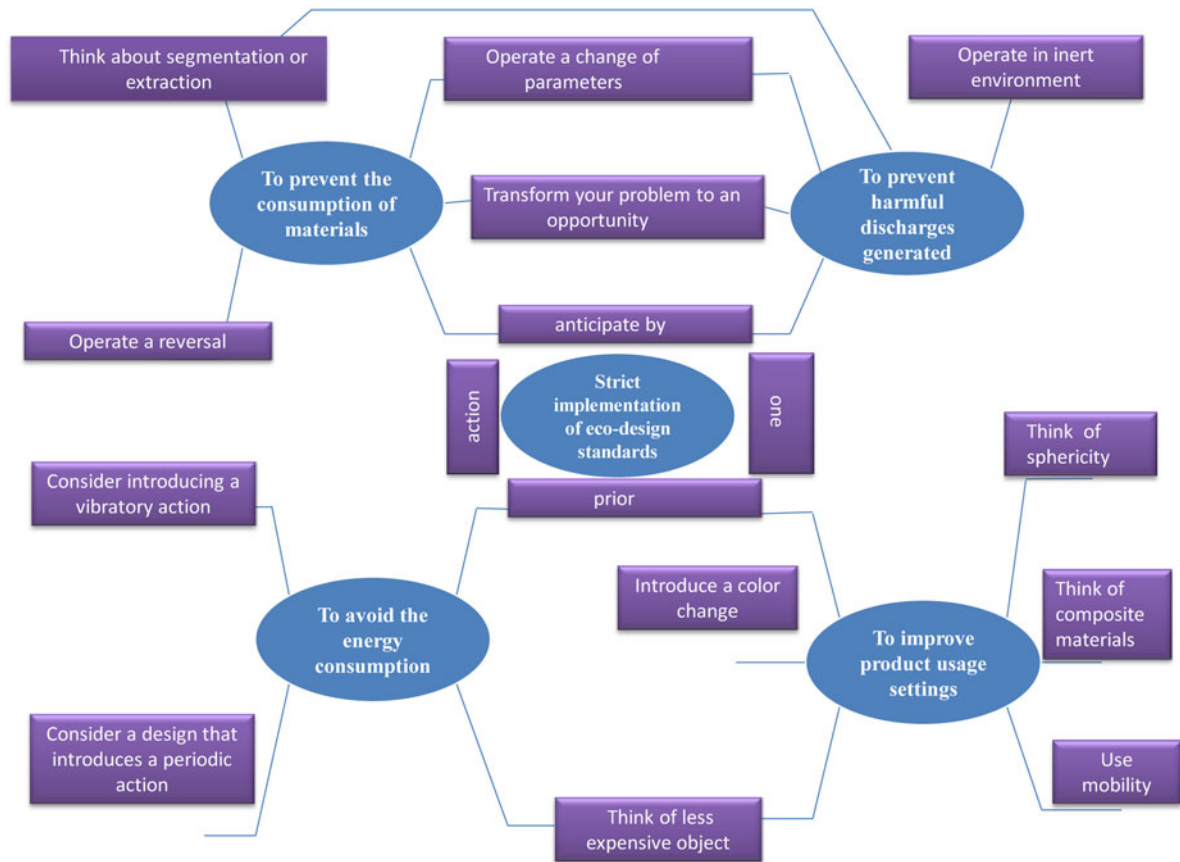 Think about segmentation or
extraction
Operate a change of
parameters
Operate in inert
environment
To prevent the
consumption of
materials
Transform your problem to an
opportunity
To prevent
harmful
discharges
generated
Operate a reversal
anticipate by
action
Strict
implementation
of eco-design
standards
one
prior
Think of
sphericity
Consider introducing a
vibratory action
Introduce a color
change
Think of
composite
materials
To avoid the
energy
consumption
To improve
product usage
settings
Consider a design that
introduces a periodic
action
Use
mobility
Think of less
expensive object